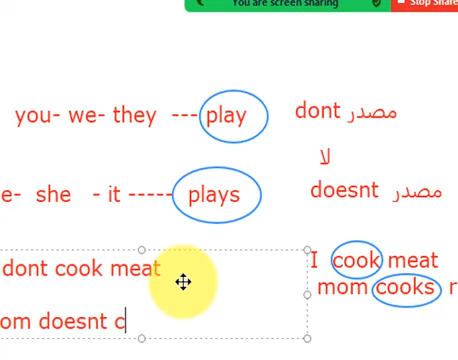 You are screen sharing Stop Share
you- we- they --- play dont مصدر
لا
e- she - it ----- plays doesnt مصدر
dont cook meat I cook meat
mom cooks r
om doesnt c